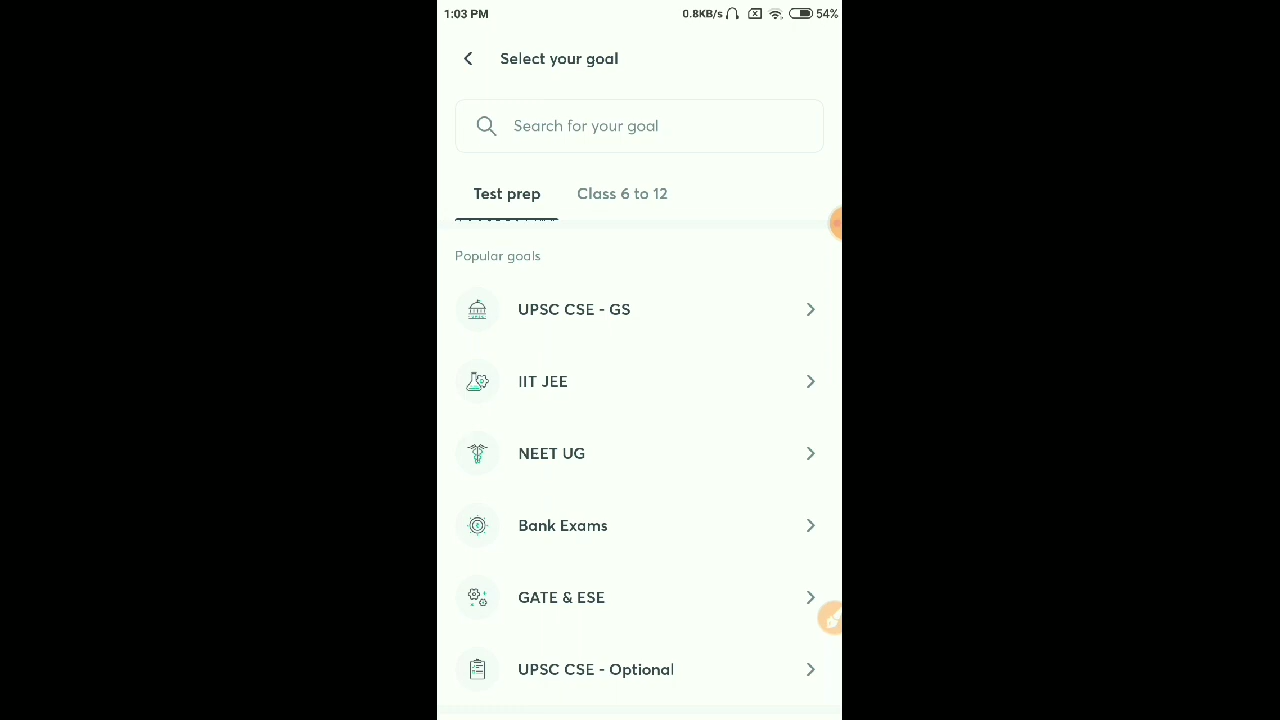 1:03 PM 0.8KB/s 54%
Select your goal
Search for your goal
Test prep Class 6 to 12
Popular goals
UPSC CSE - GS
IIT JEE
NEET UG
Bank Exams
GATE & ESE
UPSC CSE - Optional